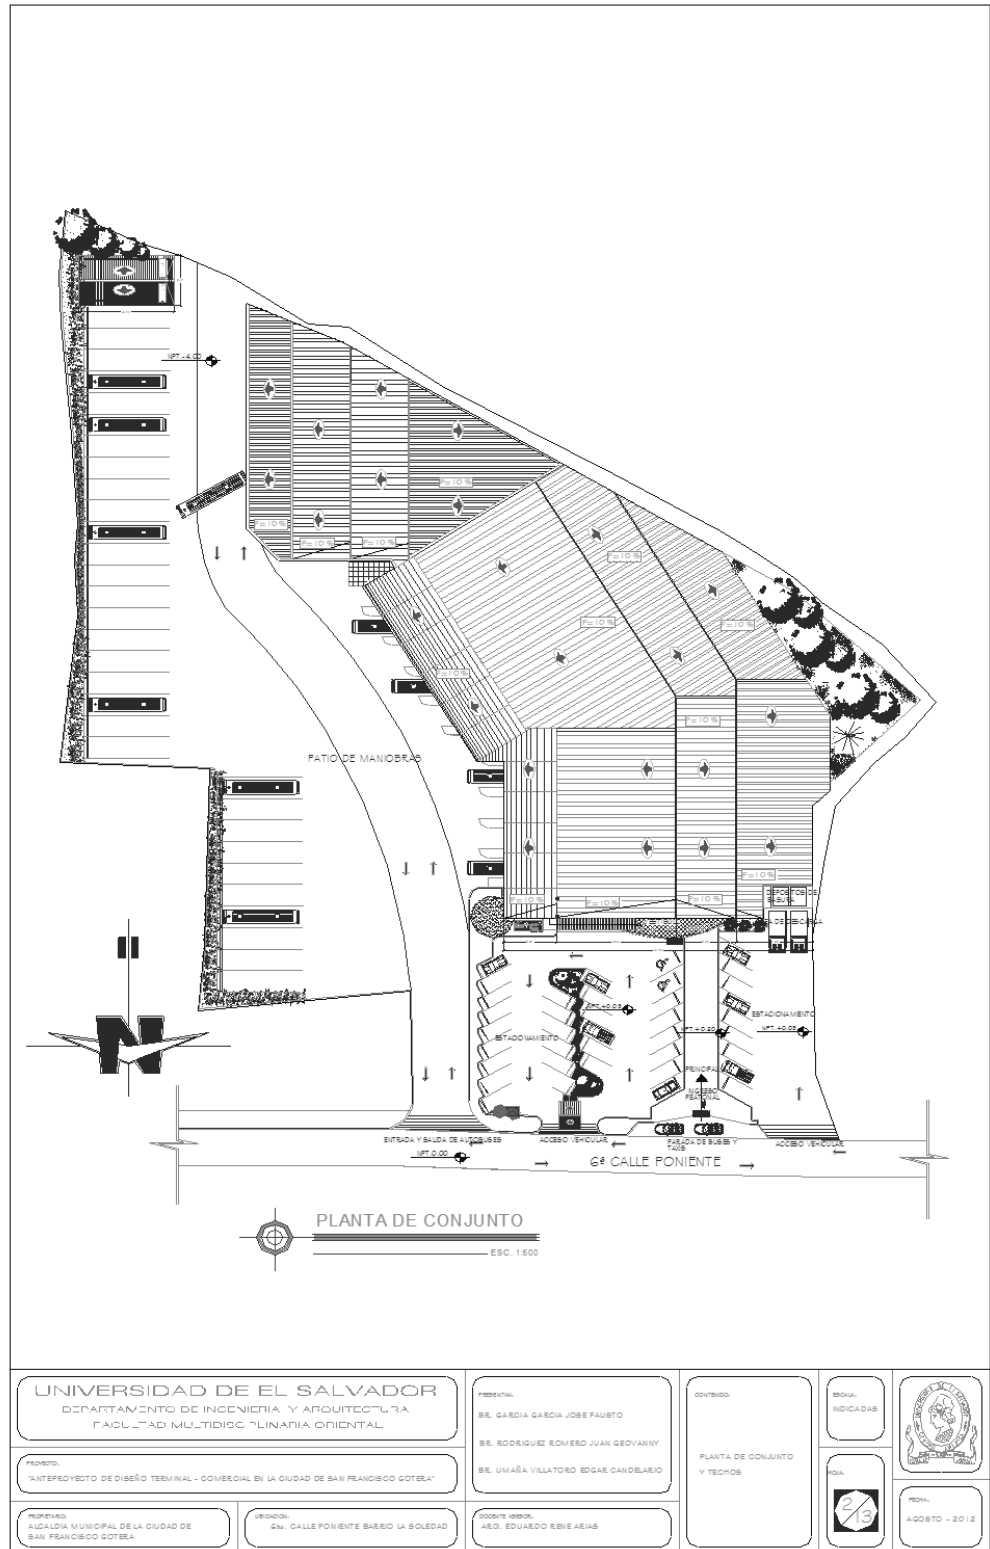 NPT. -4.00
P=10%
P=10%
P=10%
P=10%
P=10%
P=10%
P=10%
P=10%
P=10%
PATIO DE MANIOBRAS
P=10%
P=10%
P=10%
P=10%
DEPOSITOS DE
BASURA
DE DESCARGA
NPT. +0.05
ESTACIONAMIENTO
ESTACIONAMIENTO
NPT. +0.20
NPT. +0.05
PRINCIPAL
INGRESO
PEATONAL
N
ENTRADA Y SALIDA DE AUTOBUSES
ACCESO VEHICULAR
PARADA DE BUSES Y
TAXIS
ACCESO VEHICULAR
NPT. 0.00
6ª CALLE PONIENTE
PLANTA DE CONJUNTO
ESC. 1:600
UNIVERSIDAD DE EL SALVADOR
DEPARTAMENTO DE INGENIERIA Y ARQUITECTURA
FACULTAD MULTIDISCIPLINARIA ORIENTAL
PROYECTO:
"ANTEPROYECTO DE DISEÑO TERMINAL - COMERCIAL EN LA CIUDAD DE SAN FRANCISCO GOTERA"
PROPIETARIO:
ALCALDIA MUNICIPAL DE LA CIUDAD DE
SAN FRANCISCO GOTERA
UBICACION:
6ta. CALLE PONIENTE BARRIO LA SOLEDAD
PRESENTAN:
BR. GARCIA GARCIA JOSE FAUSTO
BR. RODRIGUEZ ROMERO JUAN GEOVANNY
BR. UMAÑA VILLATORO EDGAR CANDELARIO
DOCENTE ASESOR:
ARQ. EDUARDO RENE ARIAS
CONTENIDO:
PLANTA DE CONJUNTO
Y TECHOS
ESCALA:
INDICADAS
HOJA:
2/13
FECHA:
AGOSTO - 2012